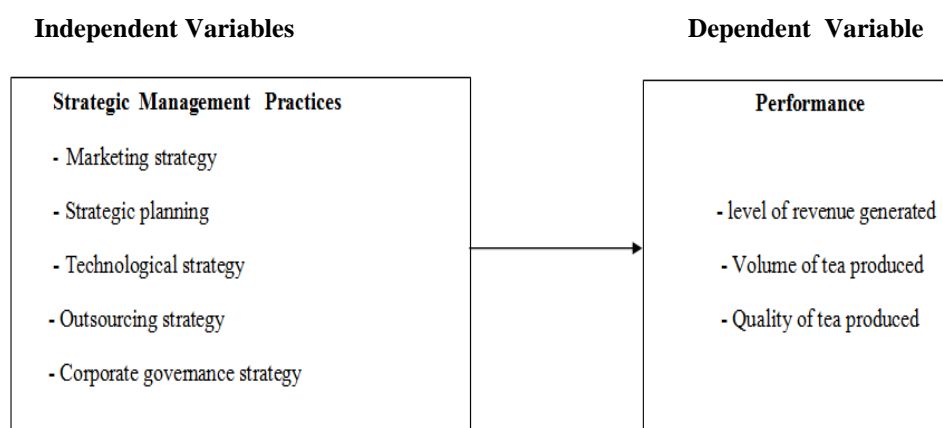 Independent Variables
Dependent Variable
Strategic Management Practices
- Marketing strategy
- Strategic planning
- Technological strategy
- Outsourcing strategy
- Corporate governance strategy
Performance
- level of revenue generated
- Volume of tea produced
- Quality of tea produced